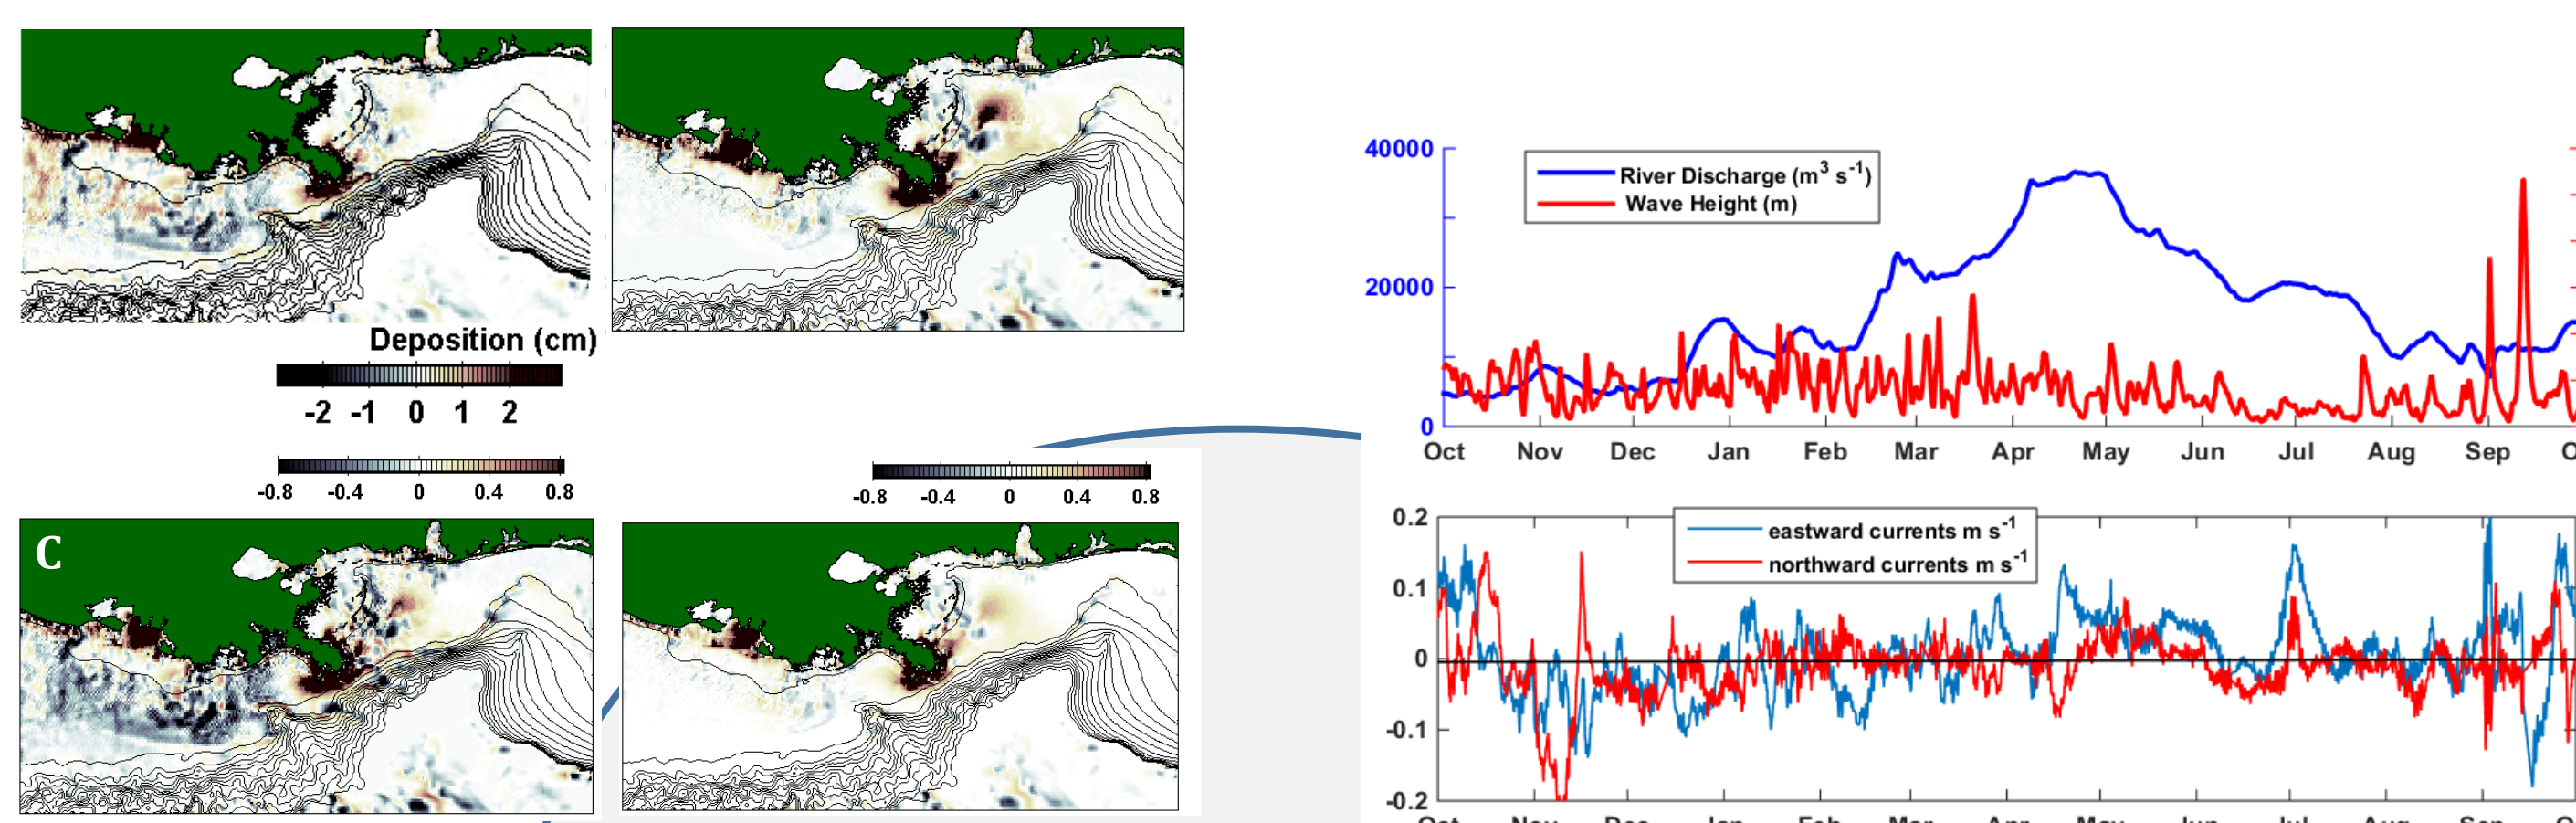 Deposition (cm)
-2 -1 0 1 2
-0.8 -0.4 0 0.4 0.8
-0.8 -0.4 0 0.4 0.8
C
40000
20000
0
River Discharge (m³ s⁻¹)
Wave Height (m)
Oct Nov Dec Jan Feb Mar Apr May Jun Jul Aug Sep
0.2
0.1
0
-0.1
-0.2
eastward currents m s⁻¹
northward currents m s⁻¹